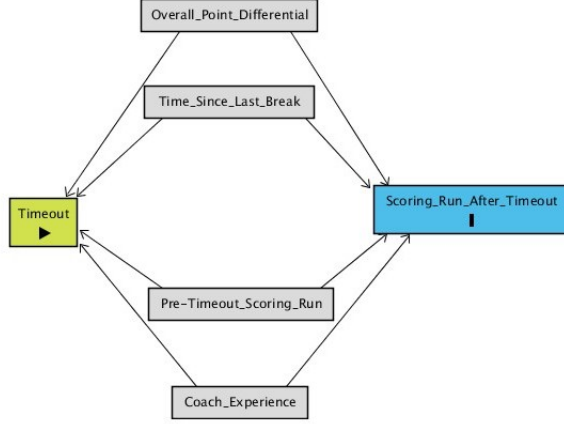 Overall_Point_Differential
Time_Since_Last_Break
Timeout
Scoring_Run_After_Timeout
Pre-Timeout_Scoring_Run
Coach_Experience